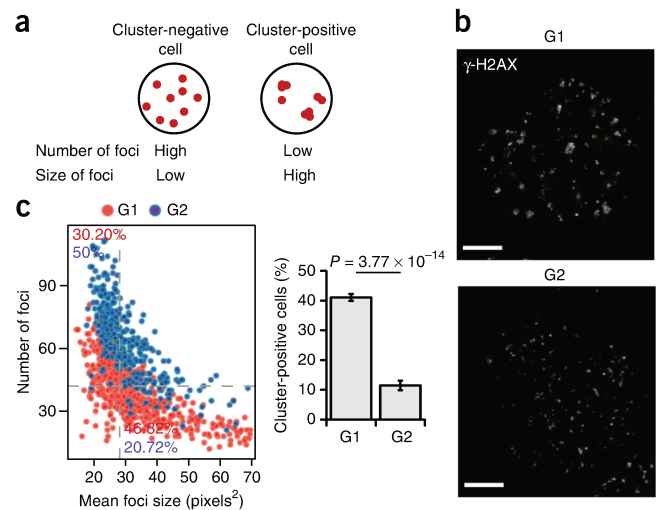 a
Cluster-negative
cell
Cluster-positive
cell
Number of foci High Low
Size of foci Low High
b
G1
γ-H2AX
G2
c
G1 G2
30.20%
50%
46.82%
20.72%
Number of foci
90
60
30
20 30 40 50 60 70
Mean foci size (pixels²)
P = 3.77 × 10⁻¹⁴
Cluster-positive cells (%)
50
40
30
20
10
0
G1 G2